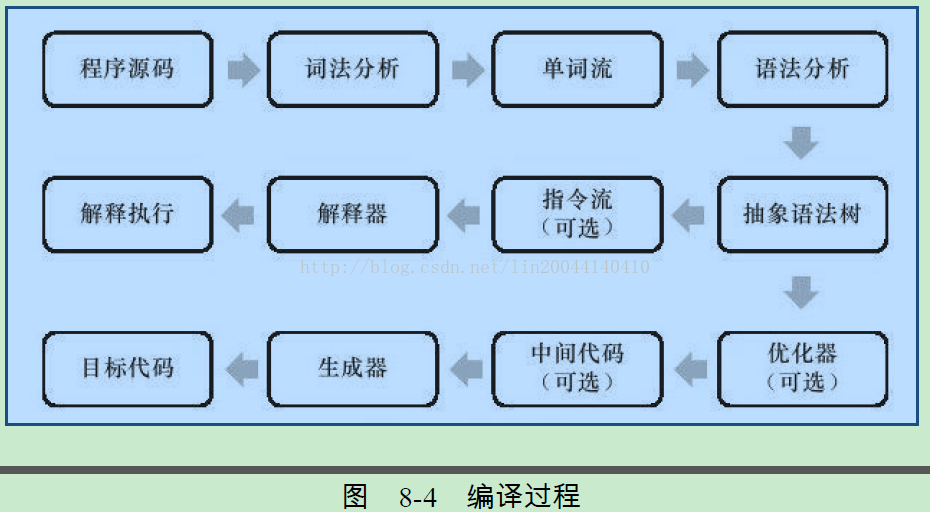 程序源码
词法分析
单词流
语法分析
解释执行
解释器
指令流
（可选）
抽象语法树
http://blog.csdn.net/lin20044140410
目标代码
生成器
中间代码
（可选）
优化器
（可选）
图 8-4 编译过程